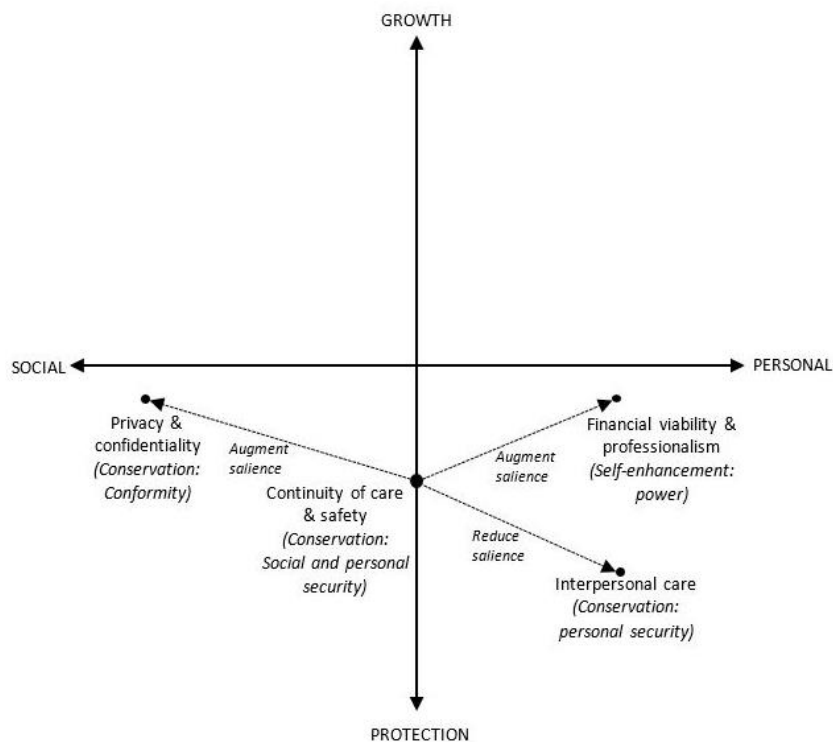 GROWTH
SOCIAL
PERSONAL
Privacy &
confidentiality
(Conservation:
Conformity)
Augment
salience
Continuity of care
& safety
(Conservation:
Social and personal
security)
Augment
salience
Financial viability &
professionalism
(Self-enhancement:
power)
Reduce
salience
Interpersonal care
(Conservation:
personal security)
PROTECTION